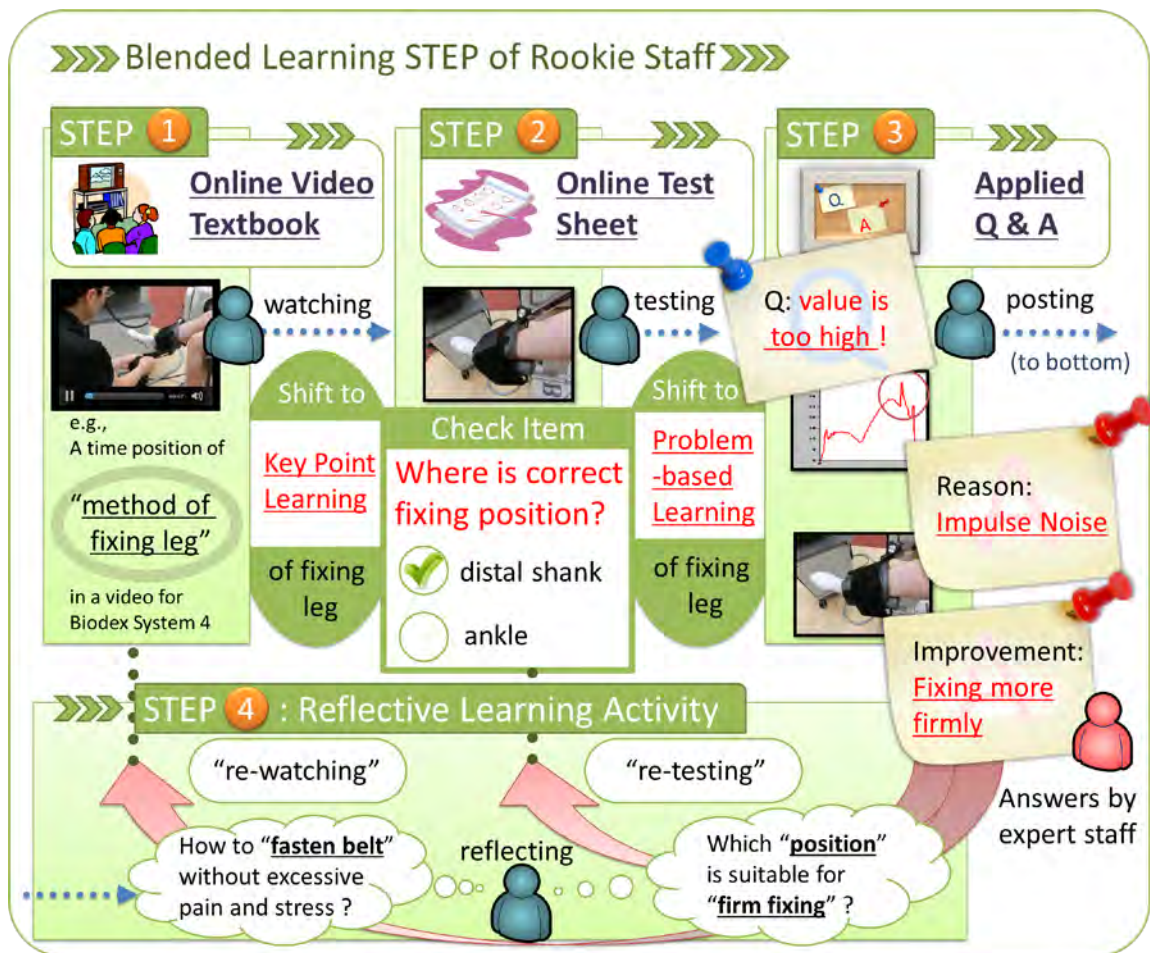 Blended Learning STEP of Rookie Staff
STEP 1
Online Video
Textbook
watching
e.g.,
A time position of
“method of
fixing leg”
in a video for
Biodex System 4
Shift to
Key Point
Learning
of fixing
leg
STEP 2
Online Test
Sheet
testing
Check Item
Where is correct
fixing position?
distal shank
ankle
Shift to
Problem
-based
Learning
of fixing
leg
STEP 3
Q
A
Applied
Q & A
Q: value is
too high !
posting
(to bottom)
Reason:
Impulse Noise
Improvement:
Fixing more
firmly
Answers by
expert staff
STEP 4 : Reflective Learning Activity
“re-watching”
“re-testing”
How to “fasten belt”
without excessive
pain and stress ?
reflecting
Which “position”
is suitable for
“firm fixing” ?